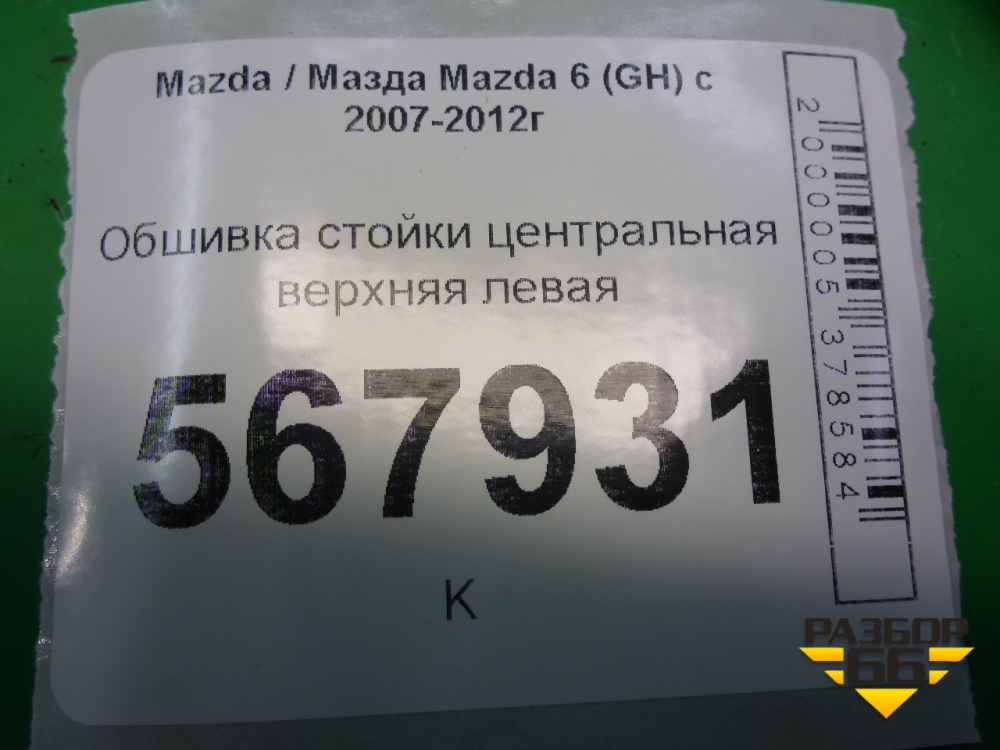 Mazda / Мазда Mazda 6 (GH) с
2007-2012г
Обшивка стойки центральная
верхняя левая
567931
К
2000005378584
РАЗБОР
66